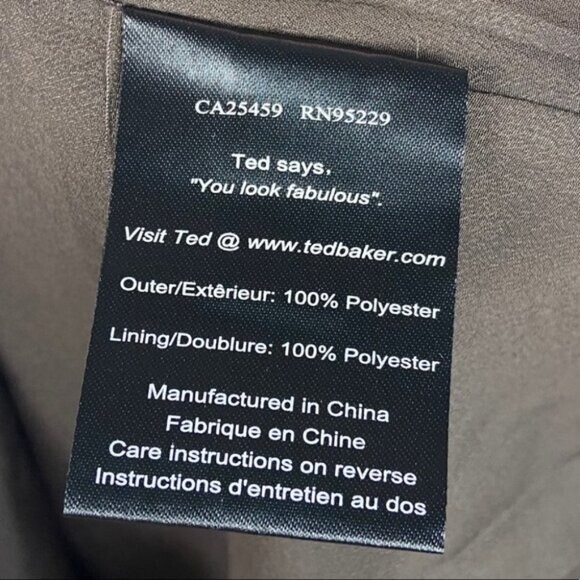 CA25459 RN95229
Ted says,
"You look fabulous".
Visit Ted @ www.tedbaker.com
Outer/Extêrieur: 100% Polyester
Lining/Doublure: 100% Polyester
Manufactured in China
Fabrique en Chine
Care instructions on reverse
Instructions d'entretien au dos